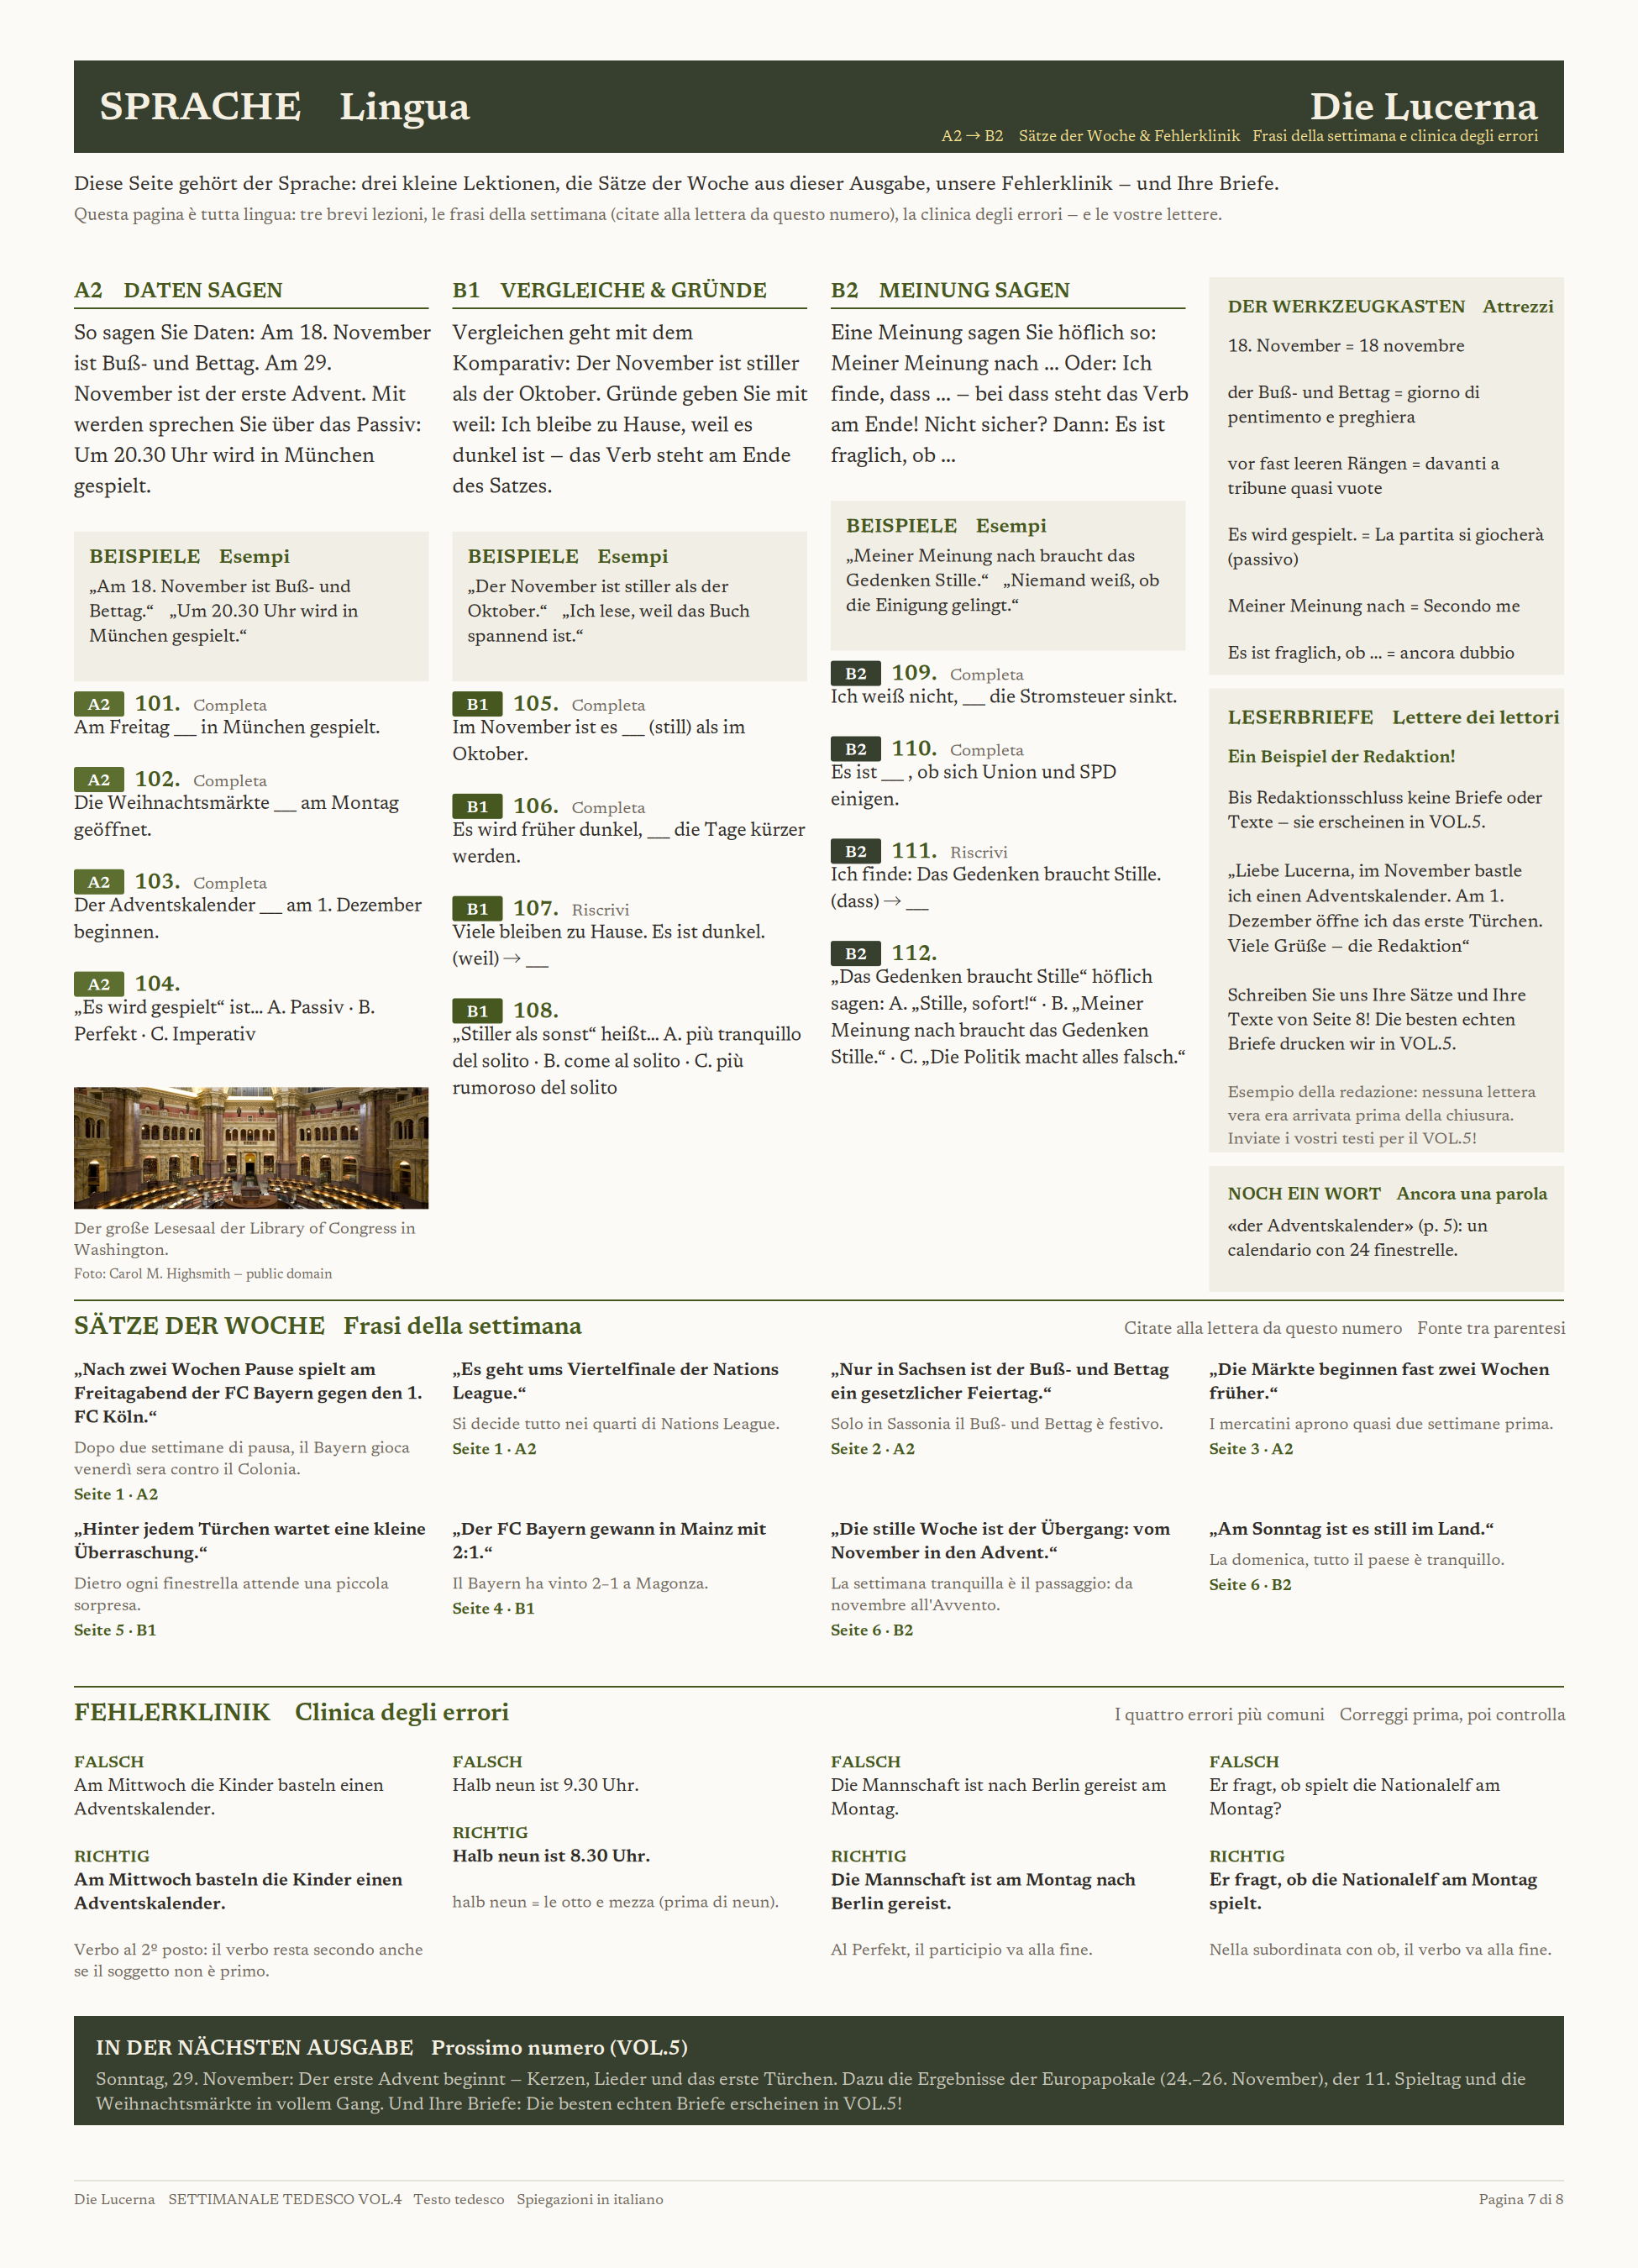 SPRACHE Lingua
Die Lucerna
A2 → B2 Sätze der Woche & Fehlerklinik Frasi della settimana e clinica degli errori
Diese Seite gehört der Sprache: drei kleine Lektionen, die Sätze der Woche aus dieser Ausgabe, unsere Fehlerklinik – und Ihre Briefe.
Questa pagina è tutta lingua: tre brevi lezioni, le frasi della settimana (citate alla lettera da questo numero), la clinica degli errori – e le vostre lettere.
A2 DATEN SAGEN
So sagen Sie Daten: Am 18. November
ist Buß- und Bettag. Am 29.
November ist der erste Advent. Mit
werden sprechen Sie über das Passiv:
Um 20.30 Uhr wird in München
gespielt.
BEISPIELE Esempi
„Am 18. November ist Buß- und
Bettag.“ „Um 20.30 Uhr wird in
München gespielt.“
A2 101. Completa
Am Freitag ___ in München gespielt.
A2 102. Completa
Die Weihnachtsmärkte ___ am Montag
geöffnet.
A2 103. Completa
Der Adventskalender ___ am 1. Dezember
beginnen.
A2 104.
„Es wird gespielt“ ist... A. Passiv · B.
Perfekt · C. Imperativ
Der große Lesesaal der Library of Congress in
Washington.
Foto: Carol M. Highsmith – public domain
B1 VERGLEICHE & GRÜNDE
Vergleichen geht mit dem
Komparativ: Der November ist stiller
als der Oktober. Gründe geben Sie mit
weil: Ich bleibe zu Hause, weil es
dunkel ist – das Verb steht am Ende
des Satzes.
BEISPIELE Esempi
„Der November ist stiller als der
Oktober.“ „Ich lese, weil das Buch
spannend ist.“
B1 105. Completa
Im November ist es ___ (still) als im
Oktober.
B1 106. Completa
Es wird früher dunkel, ___ die Tage kürzer
werden.
B1 107. Riscrivi
Viele bleiben zu Hause. Es ist dunkel.
(weil) → ___
B1 108.
„Stiller als sonst“ heißt... A. più tranquillo
del solito · B. come al solito · C. più
rumoroso del solito
B2 MEINUNG SAGEN
Eine Meinung sagen Sie höflich so:
Meiner Meinung nach ... Oder: Ich
finde, dass ... – bei dass steht das Verb
am Ende! Nicht sicher? Dann: Es ist
fraglich, ob ...
BEISPIELE Esempi
„Meiner Meinung nach braucht das
Gedenken Stille.“ „Niemand weiß, ob
die Einigung gelingt.“
B2 109. Completa
Ich weiß nicht, ___ die Stromsteuer sinkt.
B2 110. Completa
Es ist ___ , ob sich Union und SPD
einigen.
B2 111. Riscrivi
Ich finde: Das Gedenken braucht Stille.
(dass) → ___
B2 112.
„Das Gedenken braucht Stille“ höflich
sagen: A. „Stille, sofort!“ · B. „Meiner
Meinung nach braucht das Gedenken
Stille.“ · C. „Die Politik macht alles falsch.“
DER WERKZEUGKASTEN Attrezzi
18. November = 18 novembre
der Buß- und Bettag = giorno di
pentimento e preghiera
vor fast leeren Rängen = davanti a
tribune quasi vuote
Es wird gespielt. = La partita si giocherà
(passivo)
Meiner Meinung nach = Secondo me
Es ist fraglich, ob ... = ancora dubbio
LESERBRIEFE Lettere dei lettori
Ein Beispiel der Redaktion!
Bis Redaktionsschluss keine Briefe oder
Texte – sie erscheinen in VOL.5.
„Liebe Lucerna, im November bastle
ich einen Adventskalender. Am 1.
Dezember öffne ich das erste Türchen.
Viele Grüße – die Redaktion“
Schreiben Sie uns Ihre Sätze und Ihre
Texte von Seite 8! Die besten echten
Briefe drucken wir in VOL.5.
Esempio della redazione: nessuna lettera
vera era arrivata prima della chiusura.
Inviate i vostri testi per il VOL.5!
NOCH EIN WORT Ancora una parola
«der Adventskalender» (p. 5): un
calendario con 24 finestrelle.
SÄTZE DER WOCHE Frasi della settimana
Citate alla lettera da questo numero Fonte tra parentesi
„Nach zwei Wochen Pause spielt am
Freitagabend der FC Bayern gegen den 1.
FC Köln.“
Dopo due settimane di pausa, il Bayern gioca
venerdì sera contro il Colonia.
Seite 1 · A2
„Es geht ums Viertelfinale der Nations
League.“
Si decide tutto nei quarti di Nations League.
Seite 1 · A2
„Nur in Sachsen ist der Buß- und Bettag
ein gesetzlicher Feiertag.“
Solo in Sassonia il Buß- und Bettag è festivo.
Seite 2 · A2
„Die Märkte beginnen fast zwei Wochen
früher.“
I mercatini aprono quasi due settimane prima.
Seite 3 · A2
„Hinter jedem Türchen wartet eine kleine
Überraschung.“
Dietro ogni finestrella attende una piccola
sorpresa.
Seite 5 · B1
„Der FC Bayern gewann in Mainz mit
2:1.“
Il Bayern ha vinto 2–1 a Magonza.
Seite 4 · B1
„Die stille Woche ist der Übergang: vom
November in den Advent.“
La settimana tranquilla è il passaggio: da
novembre all'Avvento.
Seite 6 · B2
„Am Sonntag ist es still im Land.“
La domenica, tutto il paese è tranquillo.
Seite 6 · B2
FEHLERKLINIK Clinica degli errori
I quattro errori più comuni Correggi prima, poi controlla
FALSCH
Am Mittwoch die Kinder basteln einen
Adventskalender.
RICHTIG
Am Mittwoch basteln die Kinder einen
Adventskalender.
Verbo al 2º posto: il verbo resta secondo anche
se il soggetto non è primo.
FALSCH
Halb neun ist 9.30 Uhr.
RICHTIG
Halb neun ist 8.30 Uhr.
halb neun = le otto e mezza (prima di neun).
FALSCH
Die Mannschaft ist nach Berlin gereist am
Montag.
RICHTIG
Die Mannschaft ist am Montag nach
Berlin gereist.
Al Perfekt, il participio va alla fine.
FALSCH
Er fragt, ob spielt die Nationalelf am
Montag?
RICHTIG
Er fragt, ob die Nationalelf am Montag
spielt.
Nella subordinata con ob, il verbo va alla fine.
IN DER NÄCHSTEN AUSGABE Prossimo numero (VOL.5)
Sonntag, 29. November: Der erste Advent beginnt – Kerzen, Lieder und das erste Türchen. Dazu die Ergebnisse der Europapokale (24.–26. November), der 11. Spieltag und die
Weihnachtsmärkte in vollem Gang. Und Ihre Briefe: Die besten echten Briefe erscheinen in VOL.5!
Die Lucerna SETTIMANALE TEDESCO VOL.4 Testo tedesco Spiegazioni in italiano
Pagina 7 di 8